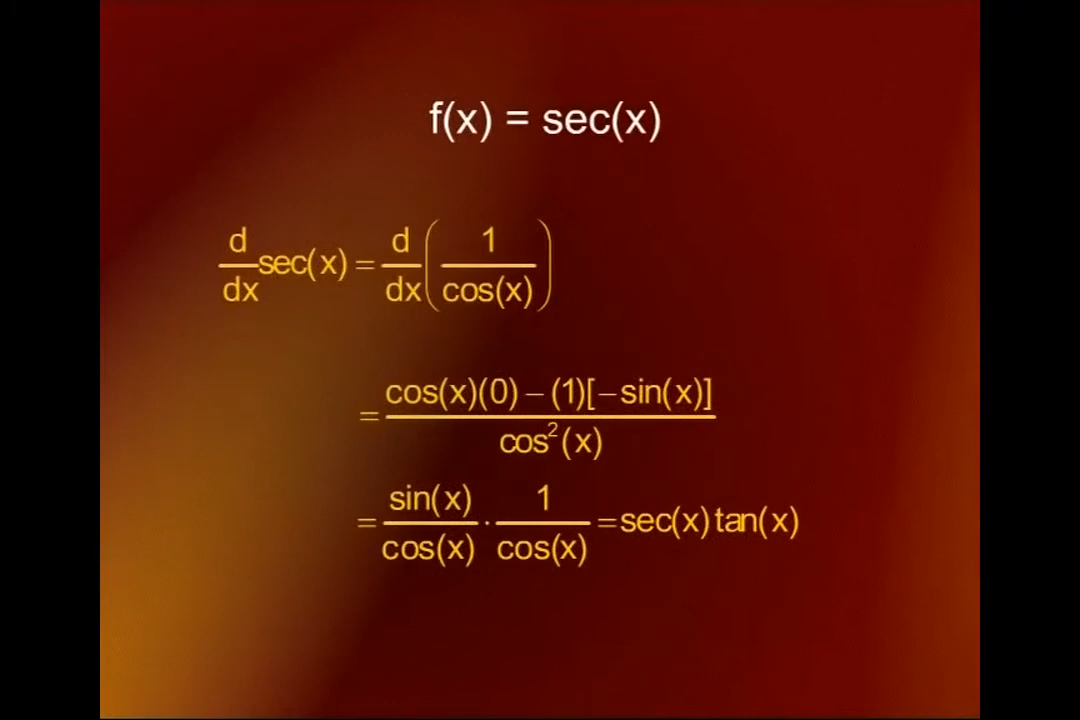 f(x) = sec(x)
d/dx sec(x) = d/dx (1/cos(x))
= cos(x)(0) – (1)[–sin(x)] / cos²(x)
= sin(x)/cos(x) · 1/cos(x) = sec(x) tan(x)